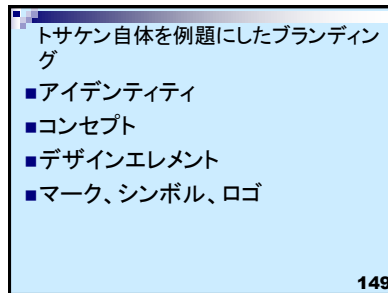 トサケン自体を例題にしたブランディン
グ
■アイデンティティ
■コンセプト
■デザインエレメント
■マーク、シンボル、ロゴ
149